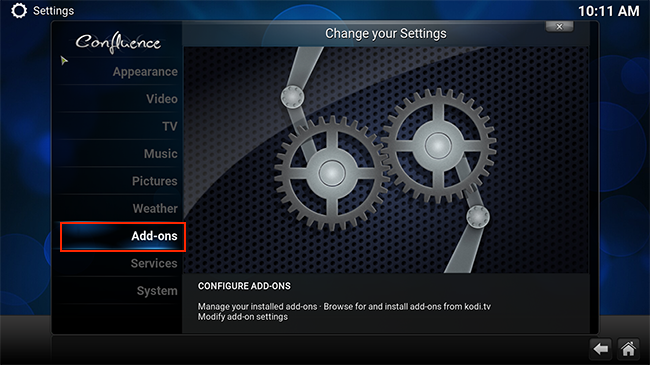 Settings
10:11 AM
Confluence
Change your Settings
×
Appearance
Video
TV
Music
Pictures
Weather
Add-ons
Services
System
CONFIGURE ADD-ONS
Manage your installed add-ons · Browse for and install add-ons from kodi.tv
Modify add-on settings